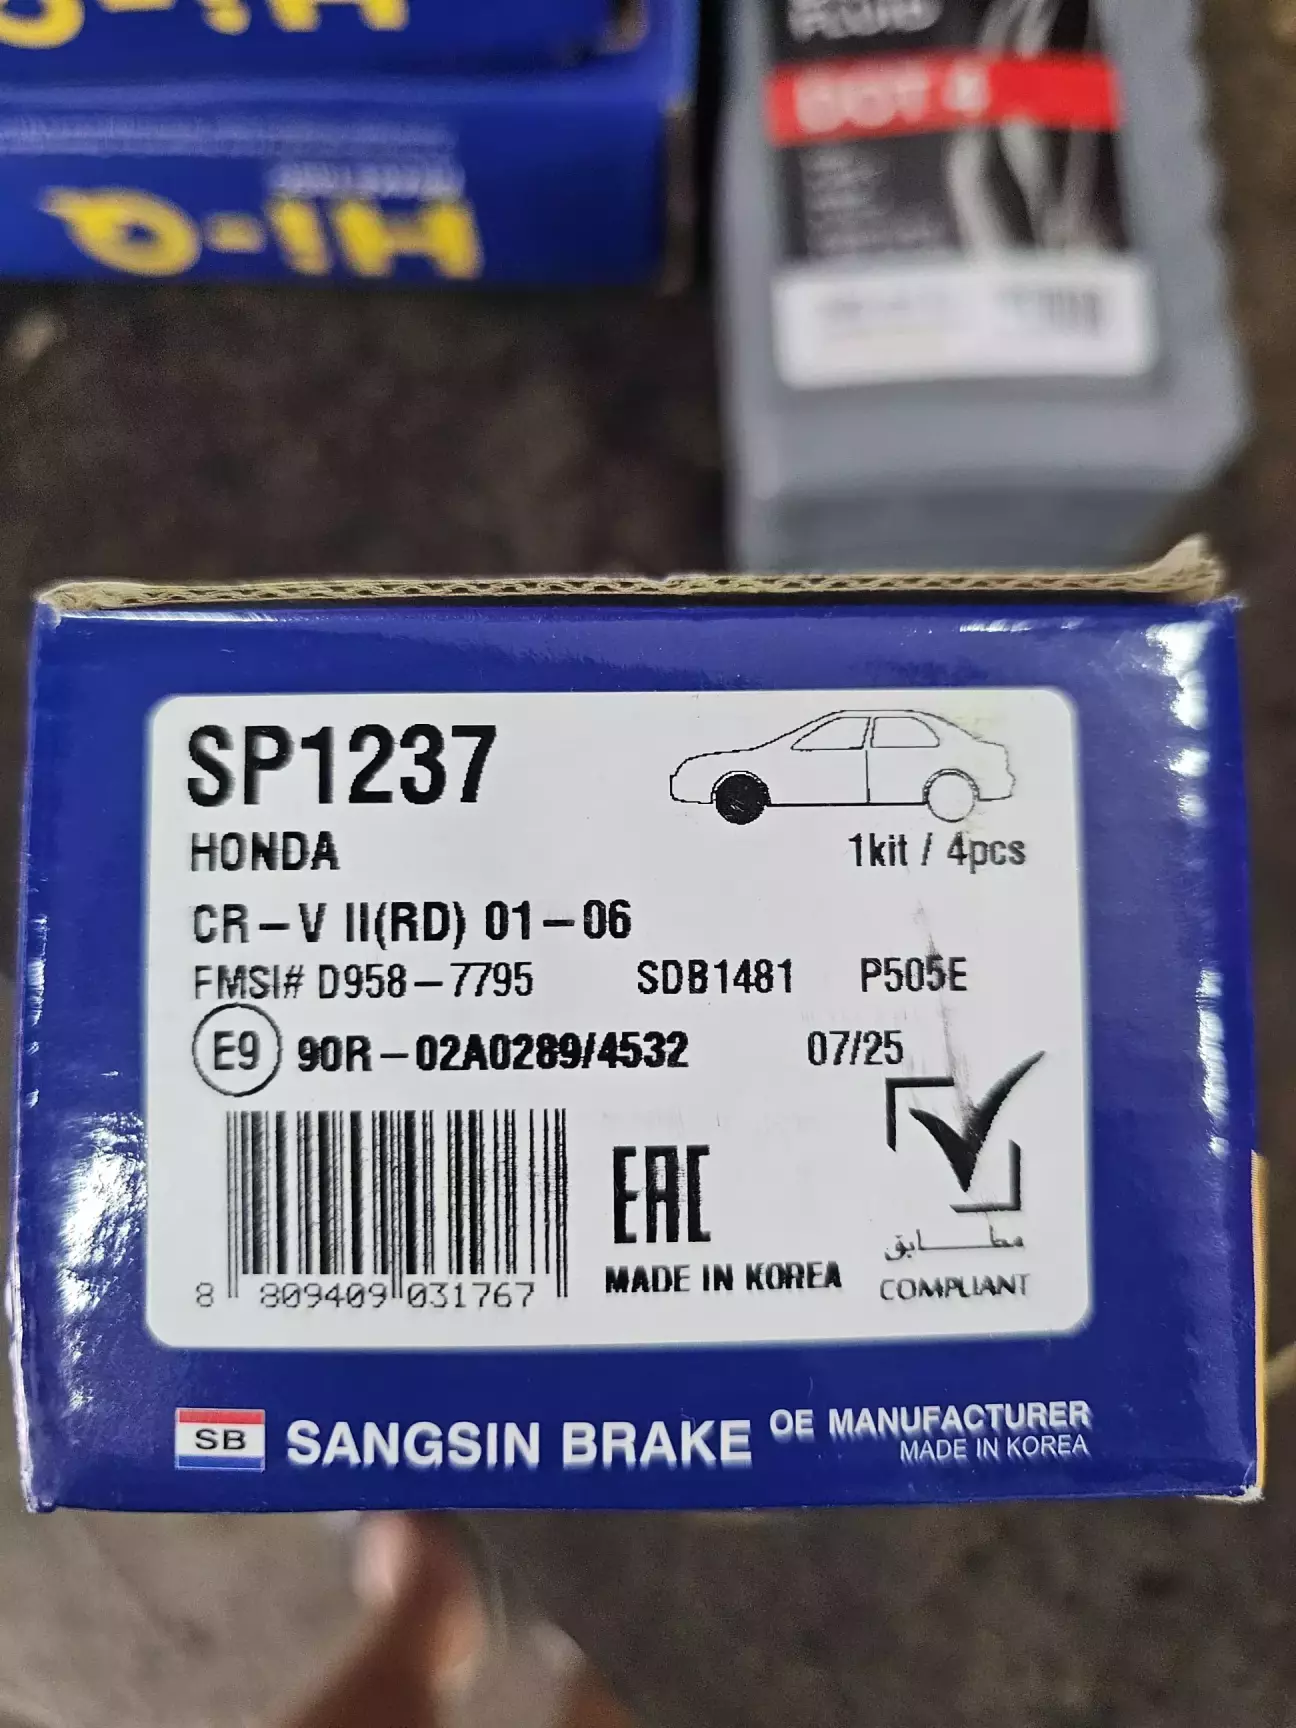 Hi-Q
FLUID
DOT 4
Hi-Q
SP1237
HONDA
1kit / 4pcs
CR-V II(RD) 01-06
FMSI# D958-7795 SDB1481 P505E
E9 90R-02A0289/4532 07/25
EAC
مطابق
MADE IN KOREA
COMPLIANT
8 809409 031767
SB SANGSIN BRAKE OE MANUFACTURER
MADE IN KOREA